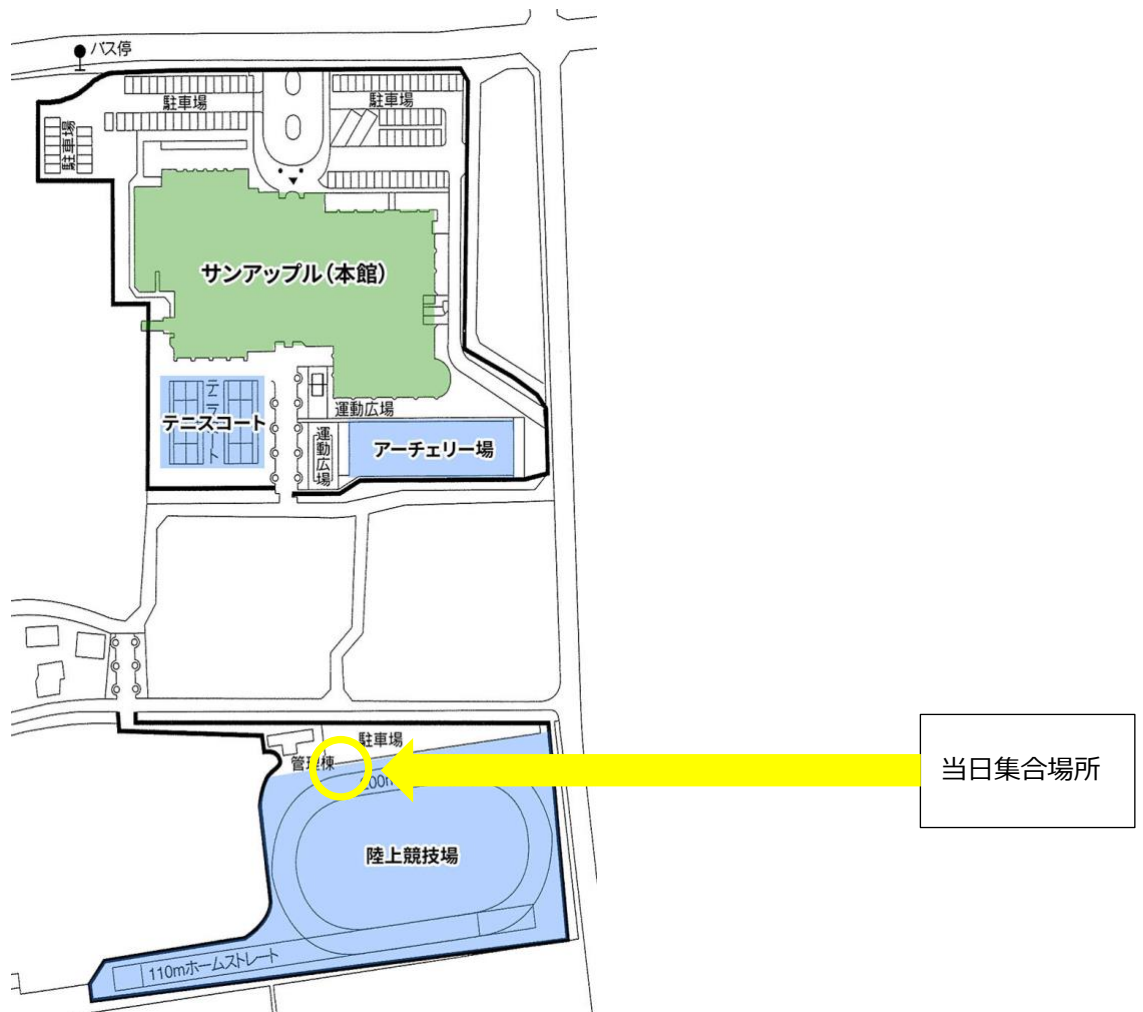 バス停
駐車場
駐車場
駐車場
サンアップル(本館)
テニスコート
テニスコート
運動広場
運動広場
アーチェリー場
駐車場
管理棟
当日集合場所
陸上競技場
110mホームストレート